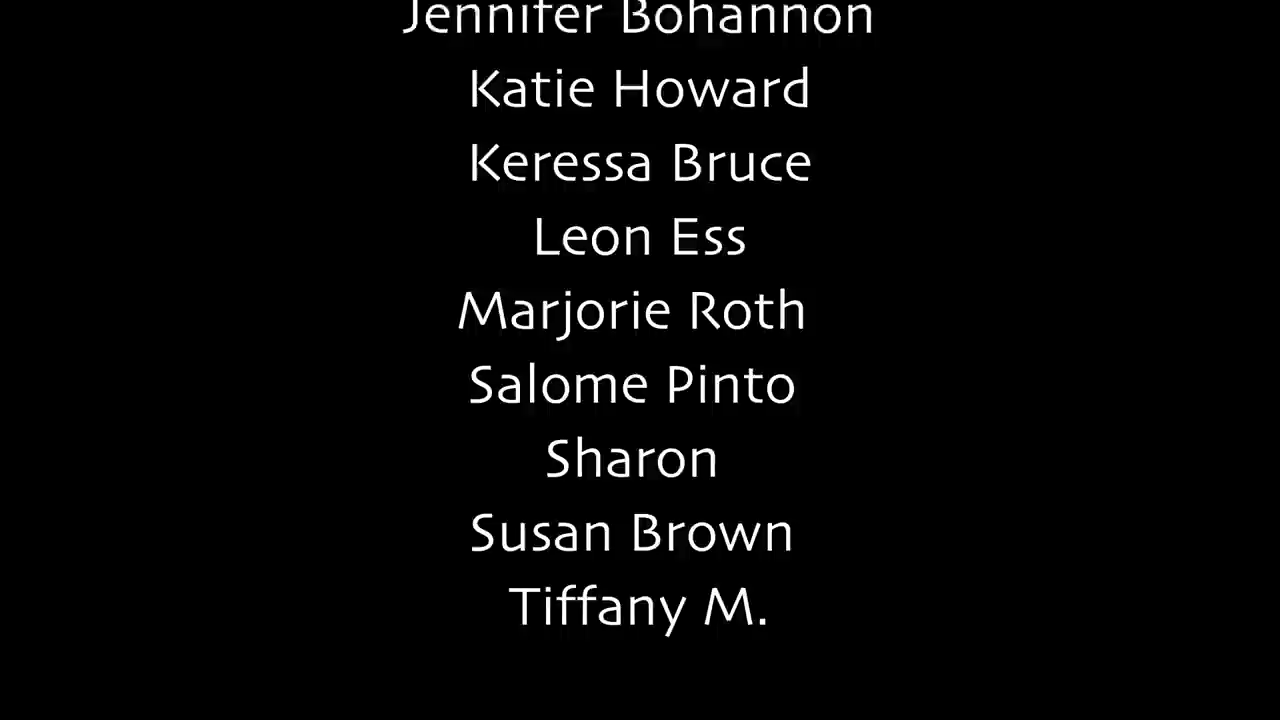 Jennifer Bohannon
Katie Howard
Keressa Bruce
Leon Ess
Marjorie Roth
Salome Pinto
Sharon
Susan Brown
Tiffany M.